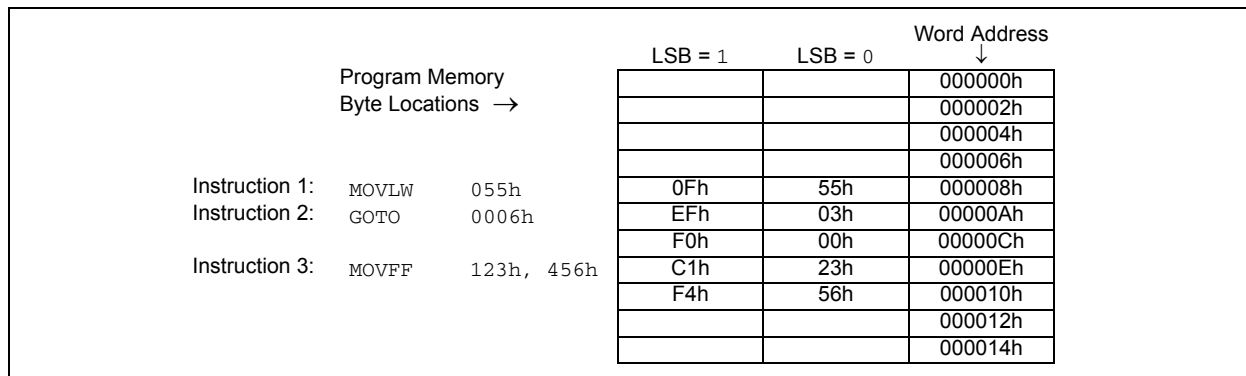 Word Address
LSB = 1 LSB = 0 ↓
Program Memory 000000h
Byte Locations → 000002h
000004h
000006h
Instruction 1: MOVLW 055h 0Fh 55h 000008h
Instruction 2: GOTO 0006h EFh 03h 00000Ah
F0h 00h 00000Ch
Instruction 3: MOVFF 123h, 456h C1h 23h 00000Eh
F4h 56h 000010h
000012h
000014h